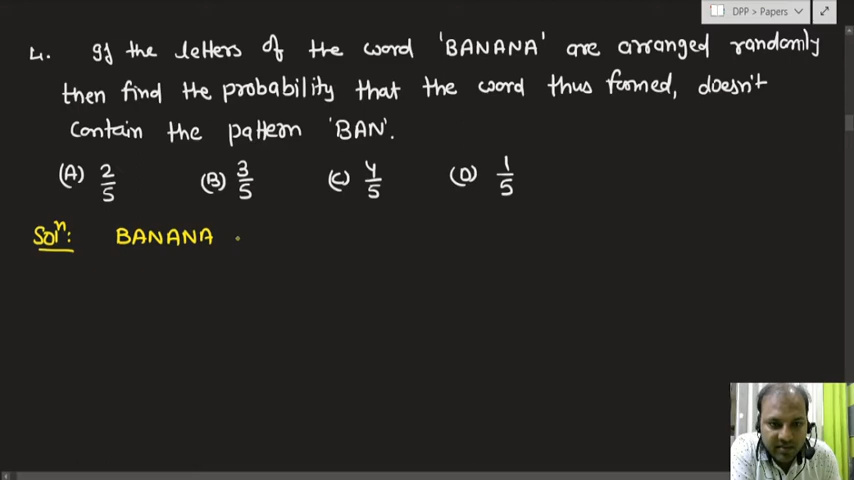 DPP > Papers
4. If the letters of the word 'BANANA' are arranged randomly
then find the probability that the word thus formed, doesn't
contain the pattern 'BAN'.
(A) 2/5 (B) 3/5 (C) 4/5 (D) 1/5
Solⁿ: BANANA